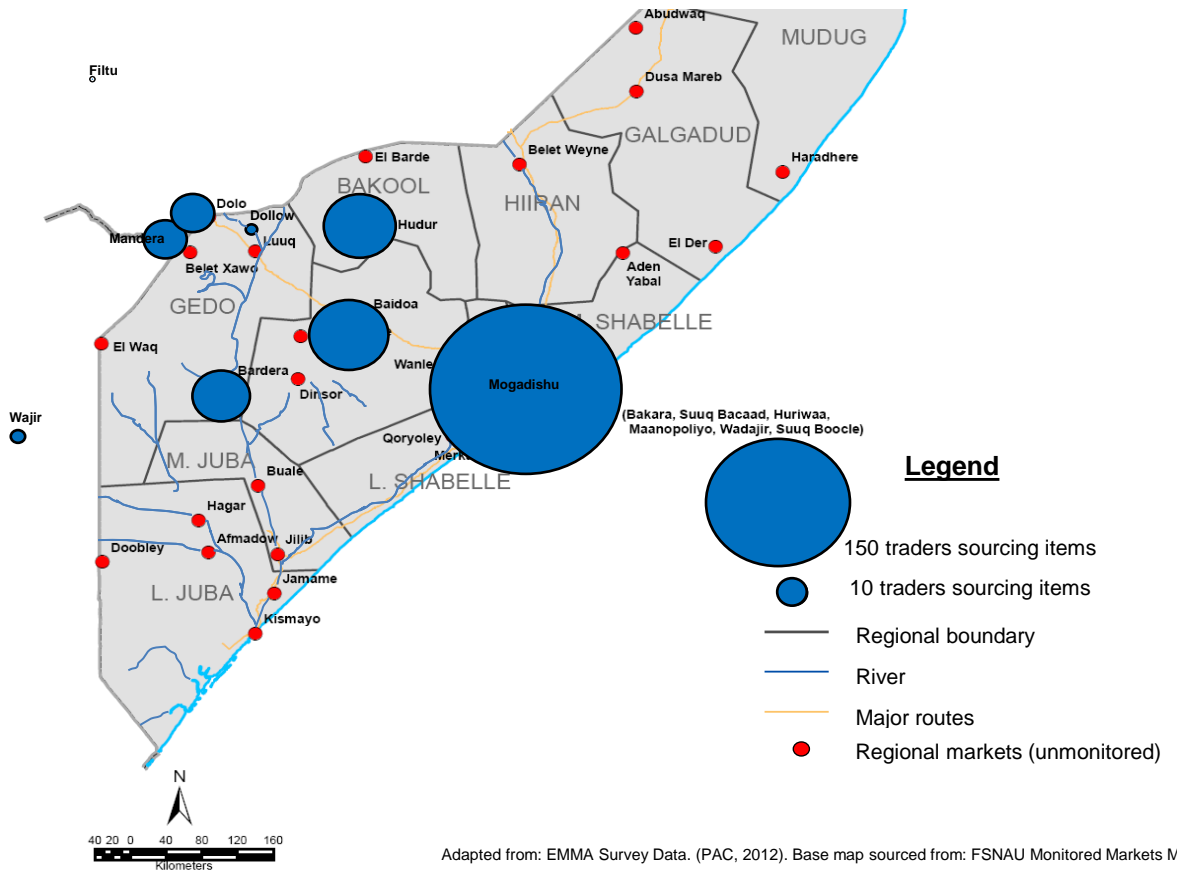 Abudwaq
MUDUG
Filtu
Dusa Mareb
GALGADUD
Belet Weyne
El Barde
Haradhere
BAKOOL
HIIRAN
Dolo
Dollow
Hudur
Mandera
Luuq
El Der
Belet Xawo
Aden
Yabal
GEDO
Baidoa
SHABELLE
El Waq
Wanle
Bardera
Mogadishu
Dinsor
Wajir
(Bakara, Suuq Bacaad, Huriwaa,
Maanopoliyo, Wadajir, Suuq Boocle)
Qoryoley
Merka
M. JUBA
Buale
L. SHABELLE
Legend
Hagar
Afmadow
Jilib
Doobley
150 traders sourcing items
L. JUBA
Jamame
10 traders sourcing items
Kismayo
Regional boundary
River
Major routes
Regional markets (unmonitored)
N
40 20 0 40 80 120 160
Kilometers
Adapted from: EMMA Survey Data. (PAC, 2012). Base map sourced from: FSNAU Monitored Markets M